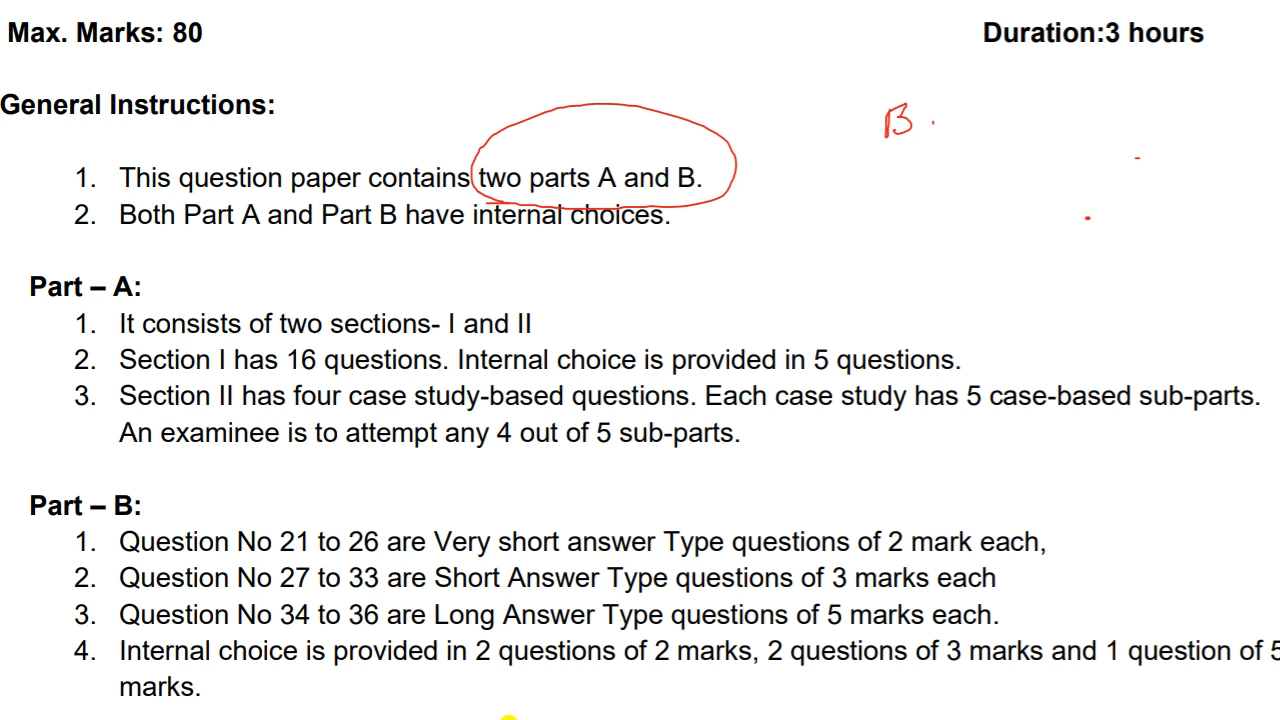 Max. Marks: 80 Duration:3 hours
General Instructions:
B
1. This question paper contains two parts A and B.
2. Both Part A and Part B have internal choices.
Part – A:
1. It consists of two sections- I and II
2. Section I has 16 questions. Internal choice is provided in 5 questions.
3. Section II has four case study-based questions. Each case study has 5 case-based sub-parts.
An examinee is to attempt any 4 out of 5 sub-parts.
Part – B:
1. Question No 21 to 26 are Very short answer Type questions of 2 mark each,
2. Question No 27 to 33 are Short Answer Type questions of 3 marks each
3. Question No 34 to 36 are Long Answer Type questions of 5 marks each.
4. Internal choice is provided in 2 questions of 2 marks, 2 questions of 3 marks and 1 question of 5
marks.